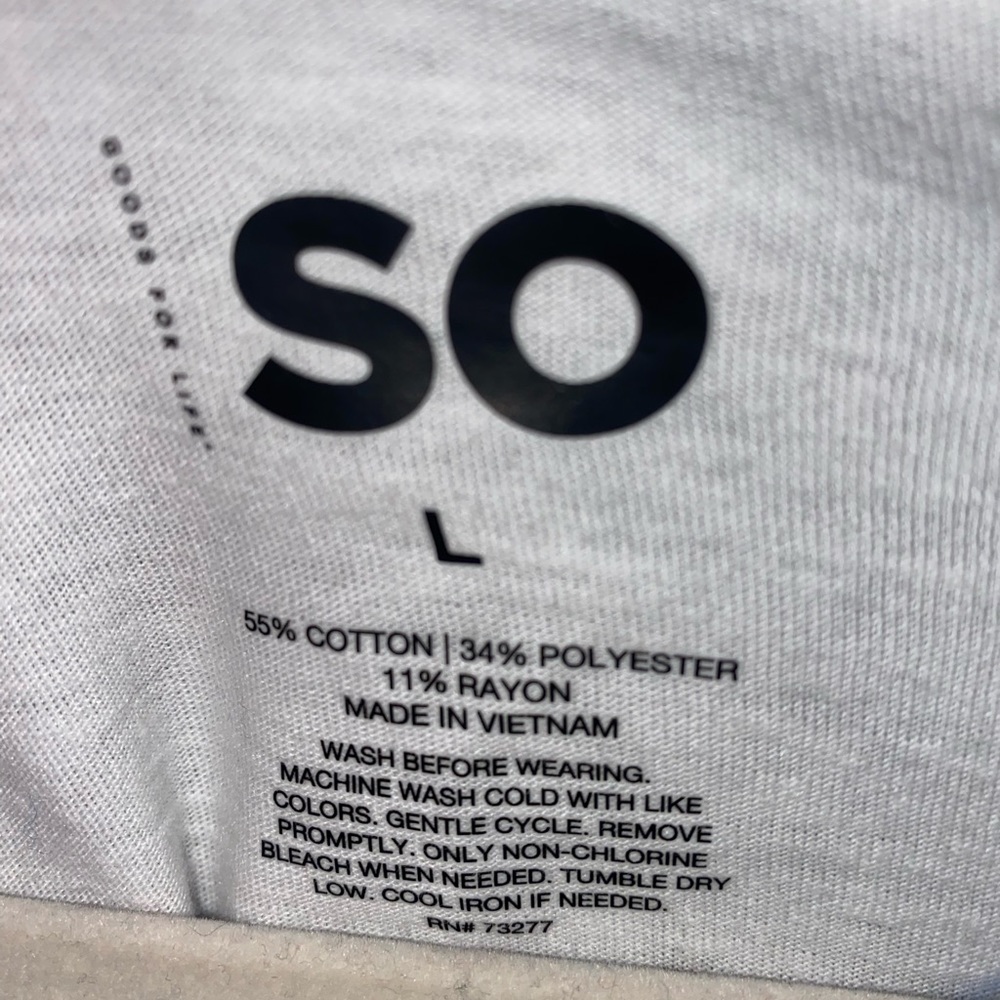 GOODS FOR LIFE
SO
L
55% COTTON | 34% POLYESTER
11% RAYON
MADE IN VIETNAM
WASH BEFORE WEARING.
MACHINE WASH COLD WITH LIKE
COLORS. GENTLE CYCLE. REMOVE
PROMPTLY. ONLY NON-CHLORINE
BLEACH WHEN NEEDED. TUMBLE DRY
LOW. COOL IRON IF NEEDED.
RN# 73277